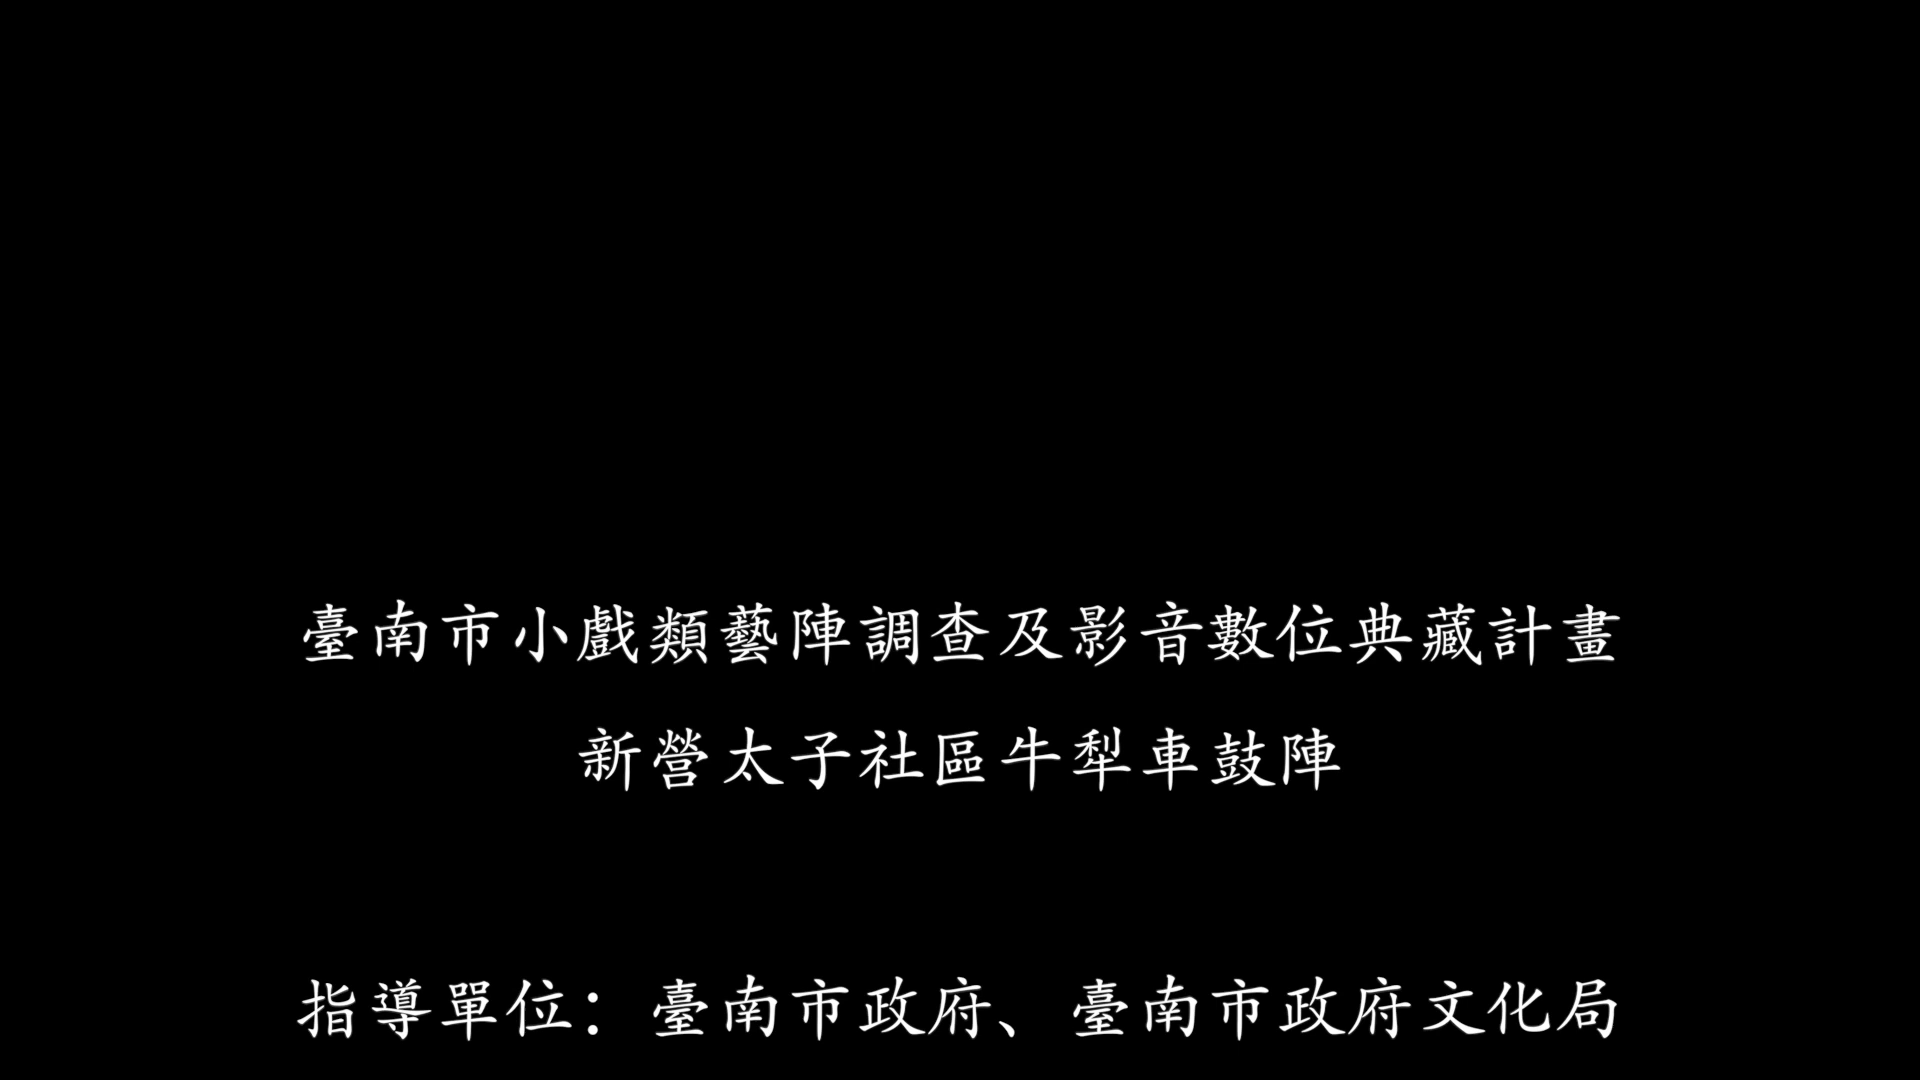 臺南市小戲類藝陣調查及影音數位典藏計畫
新營太子社區牛犁車鼓陣
指導單位：臺南市政府、臺南市政府文化局